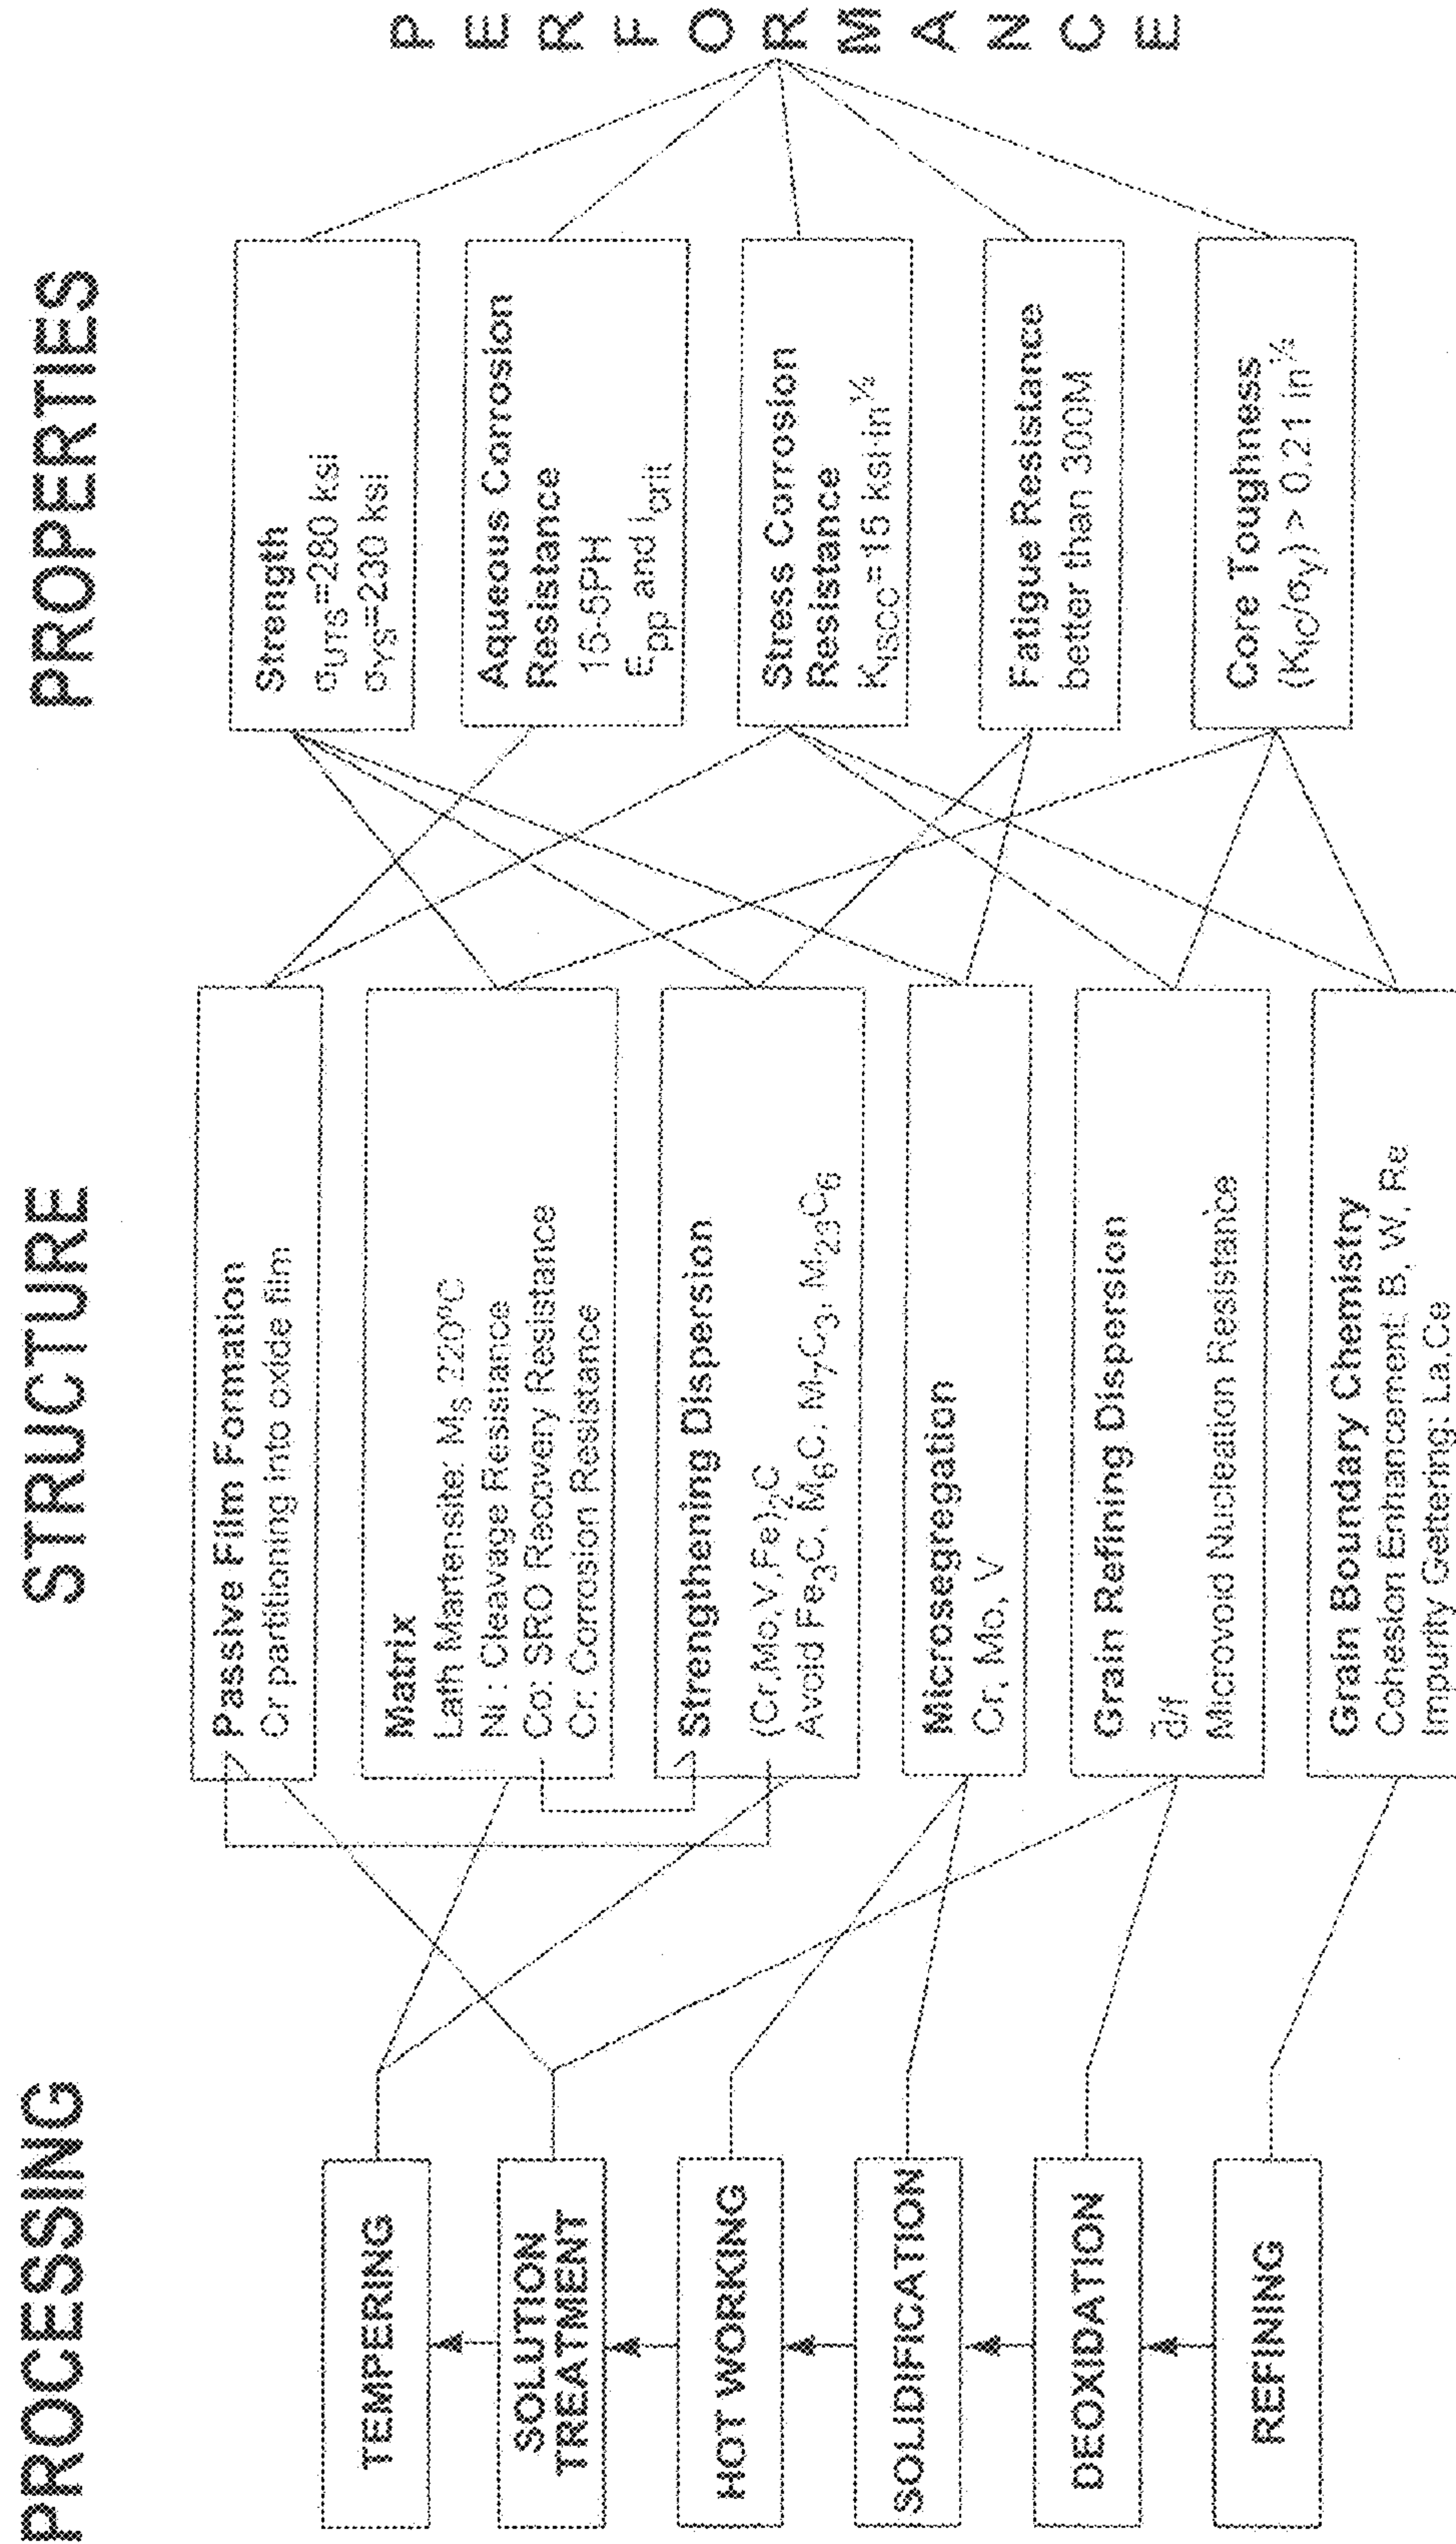 PROCESSING
STRUCTURE
PROPERTIES
TEMPERING
SOLUTION
TREATMENT
HOT WORKING
SOLIDIFICATION
DEOXIDATION
REFINING
Passive Film Formation
Cr partitioning into oxide film
Matrix
Lath Martensite: Ms 220°C
Ni : Cleavage Resistance
Co: SRO Recovery Resistance
Cr: Corrosion Resistance
Strengthening Dispersion
(Cr,Mo,V,Fe)₂C
Avoid Fe₃C, M₆C, M₇C₃, M₂₃C₆
Microsegregation
Cr, Mo, V
Grain Refining Dispersion
d/f
Microvoid Nucleation Resistance
Grain Boundary Chemistry
Cohesion Enhancement: B, W, Re
Impurity Gettering: La,Ce
Strength
σUTS=280 ksi
σYS=230 ksi
Aqueous Corrosion
Resistance
15-5PH
Epp and icrit
Stress Corrosion
Resistance
KISCC=15 ksi·in½
Fatigue Resistance
better than 300M
Core Toughness
(KIC/σy) > 0.21 in½
PERFORMANCE